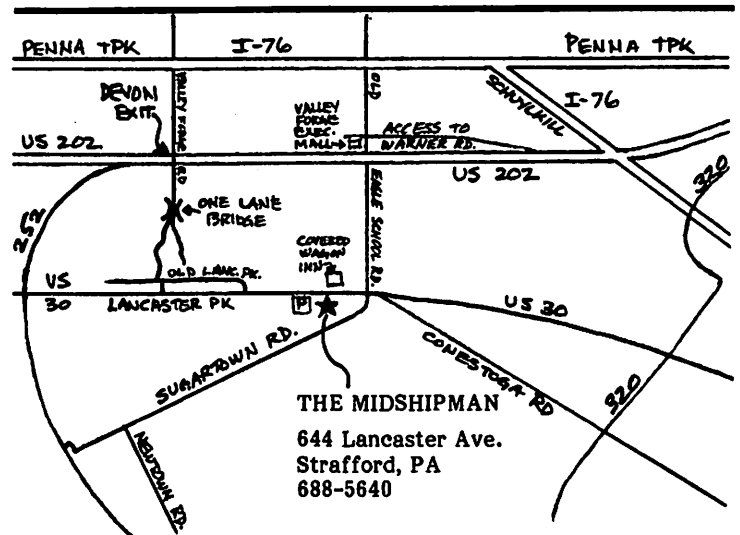 PENNA TPK
I-76
PENNA TPK
DEVON
EXIT
VALLEY FORGE
RD
OLD
EAGLE SCHOOL RD.
VALLEY
FORGE
EXEC.
MALL
ACCESS TO
WARNER RD.
SCHUYLKILL
I-76
US 202
US 202
320
252
ONE LANE
BRIDGE
COVERED
WAGON
INN
OLD LANC. PK.
US
30
LANCASTER PK
P
US 30
SUGARTOWN RD.
CONESTOGA RD
320
NEWTOWN RD.
THE MIDSHIPMAN
644 Lancaster Ave.
Strafford, PA
688-5640